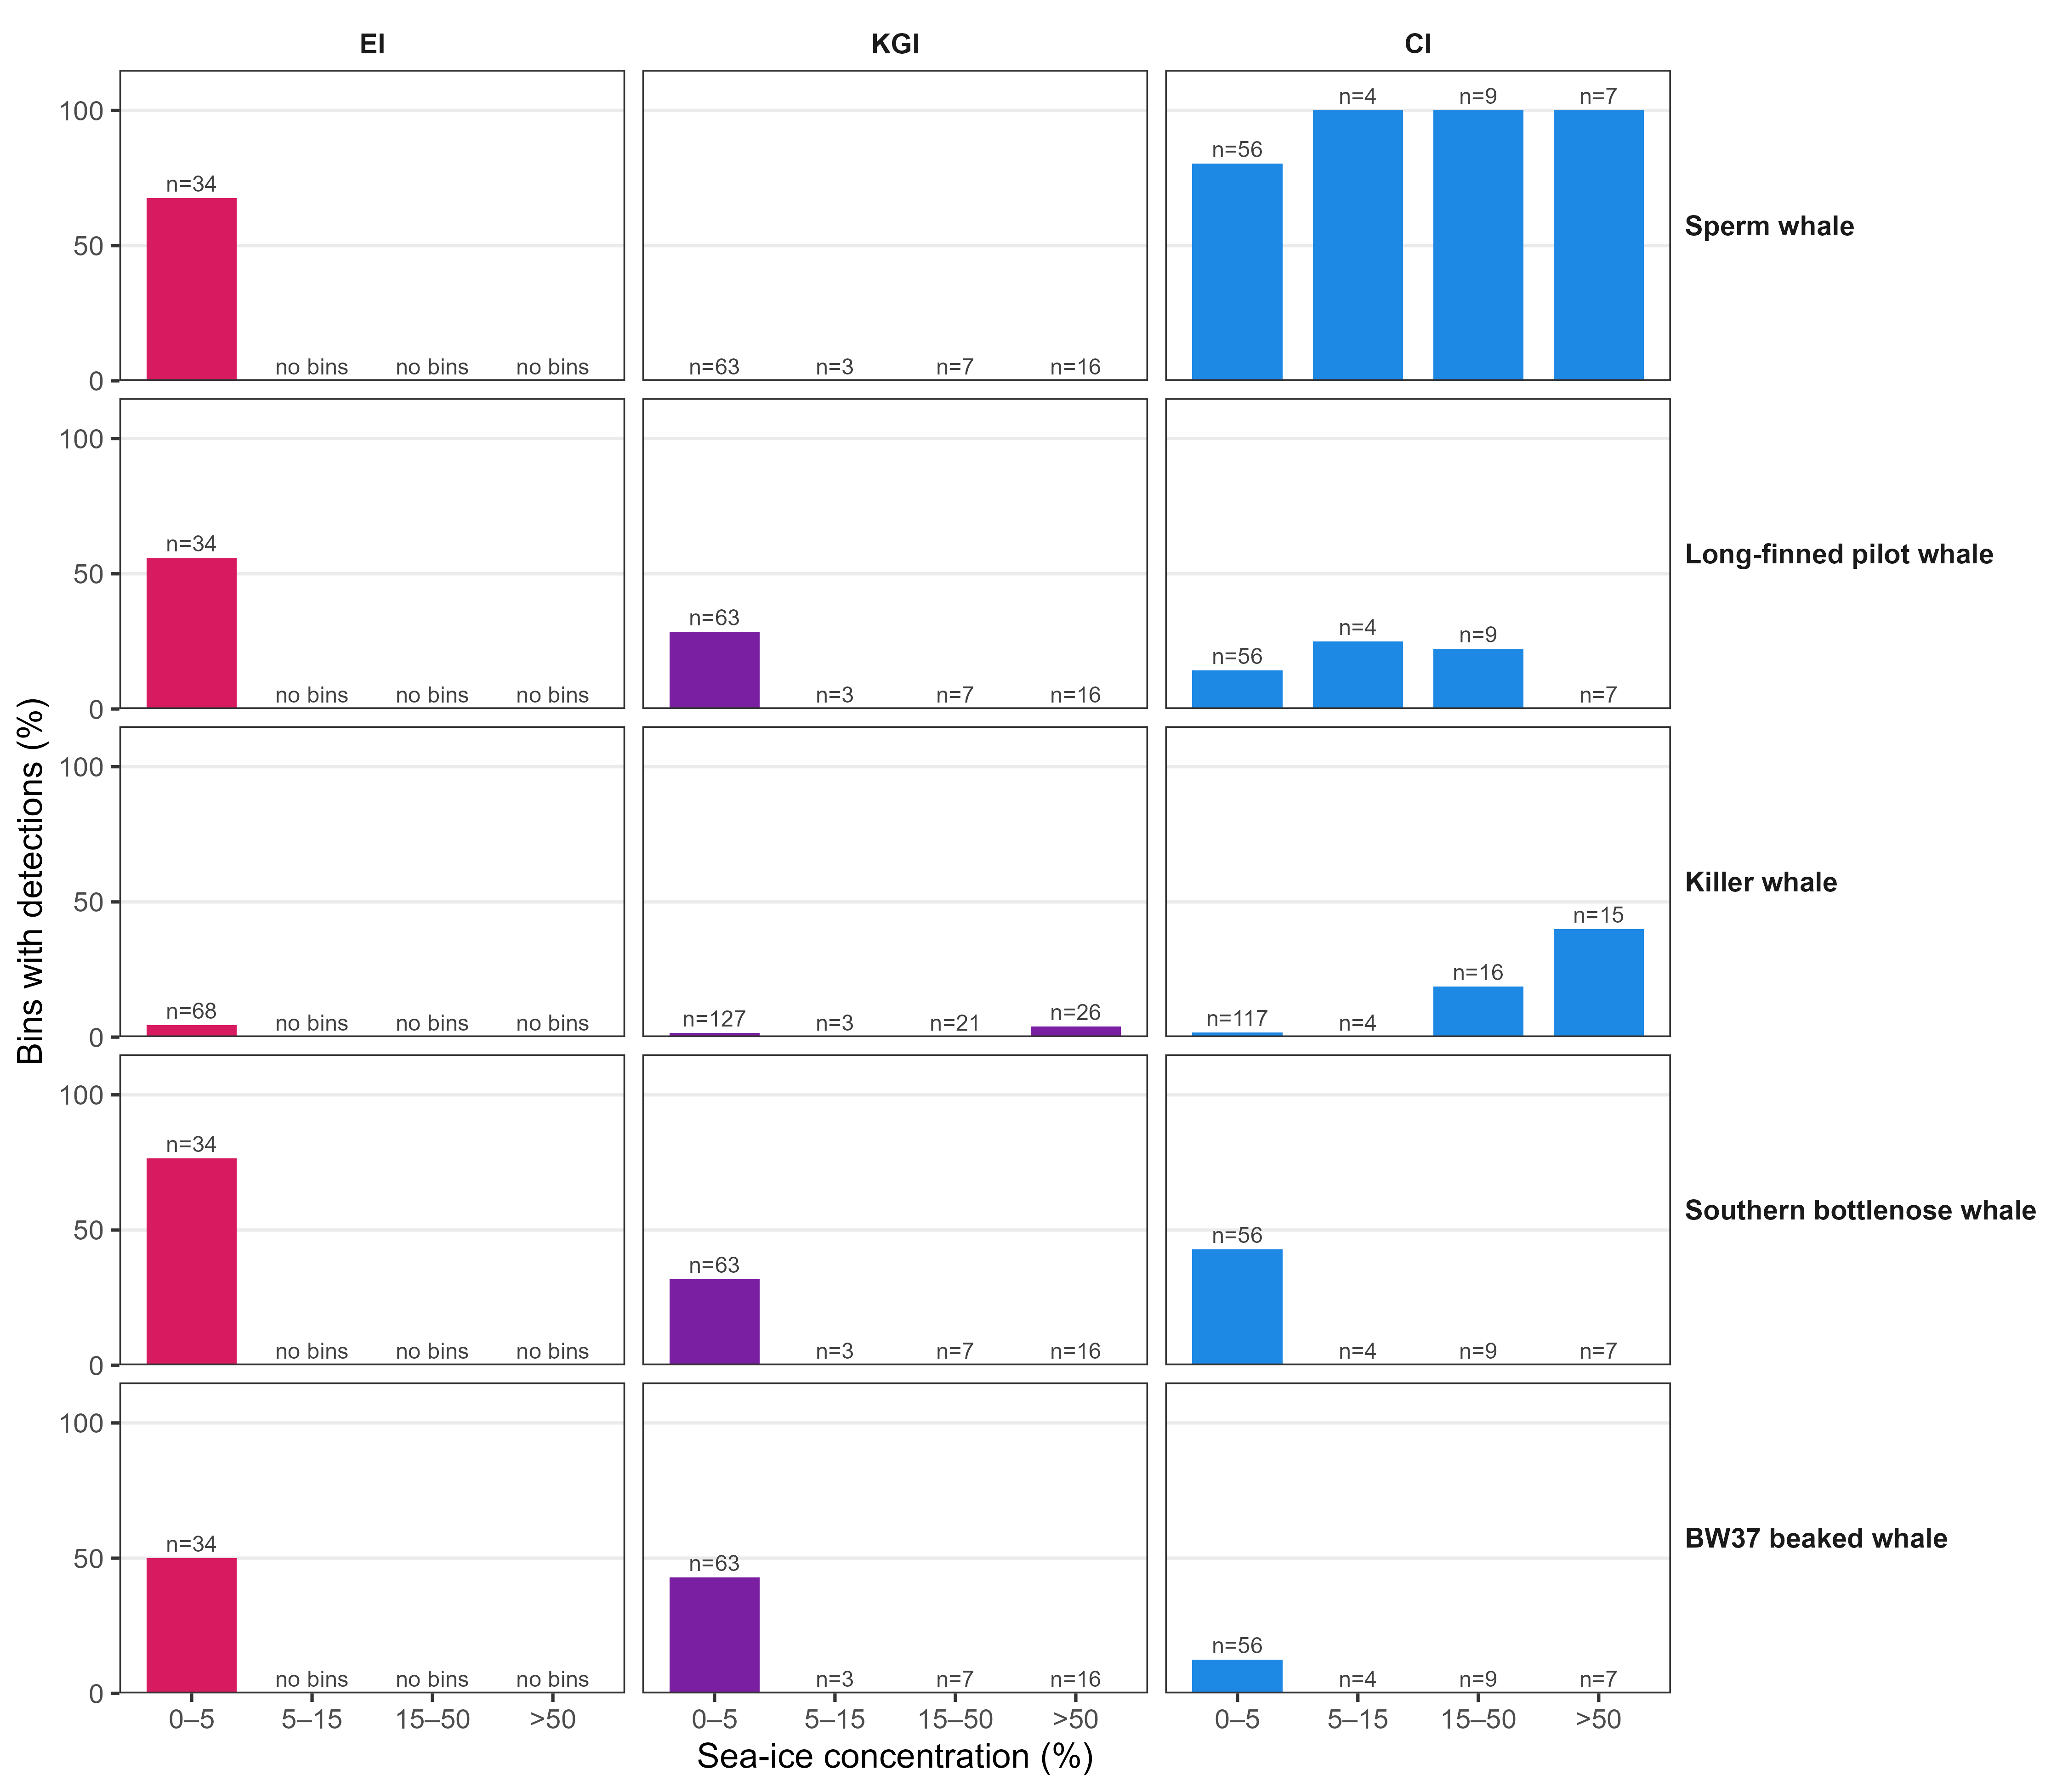 EI KGI CI
100
50
0
n=34 no bins no bins no bins
n=63 n=3 n=7 n=16
n=56 n=4 n=9 n=7
Sperm whale
100
50
0
n=34 no bins no bins no bins
n=63 n=3 n=7 n=16
n=56 n=4 n=9 n=7
Long-finned pilot whale
100
50
0
n=68 no bins no bins no bins
n=127 n=3 n=21 n=26
n=117 n=4 n=16 n=15
Killer whale
100
50
0
n=34 no bins no bins no bins
n=63 n=3 n=7 n=16
n=56 n=4 n=9 n=7
Southern bottlenose whale
100
50
0
n=34 no bins no bins no bins
n=63 n=3 n=7 n=16
n=56 n=4 n=9 n=7
BW37 beaked whale
0–5 5–15 15–50 >50
0–5 5–15 15–50 >50
0–5 5–15 15–50 >50
Sea-ice concentration (%)
Bins with detections (%)